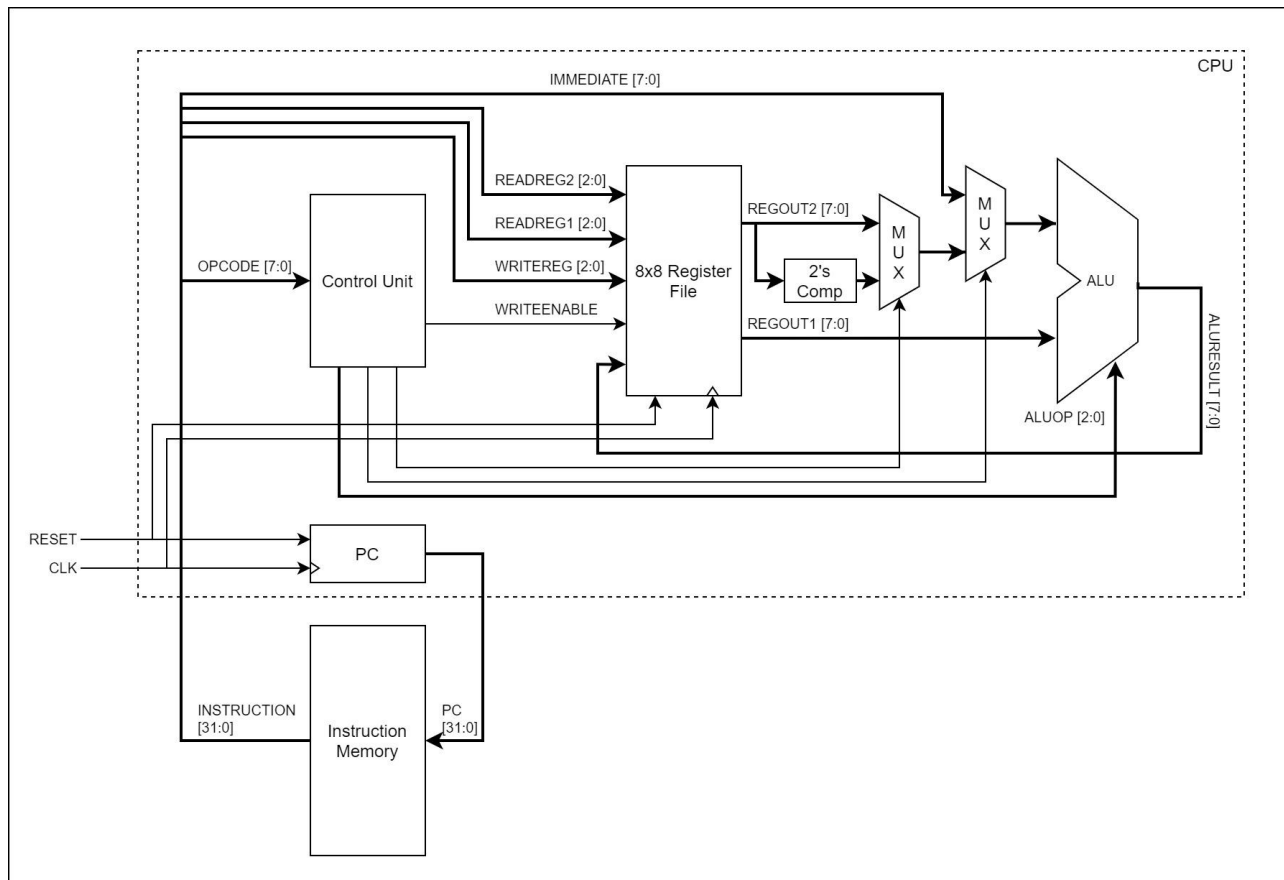 CPU
IMMEDIATE [7:0]
READREG2 [2:0]
READREG1 [2:0]
OPCODE [7:0]
WRITEREG [2:0]
WRITEENABLE
Control Unit
8x8 Register
File
REGOUT2 [7:0]
2's
Comp
REGOUT1 [7:0]
M
U
X
M
U
X
ALU
ALUOP [2:0]
ALURESULT [7:0]
RESET
CLK
PC
INSTRUCTION
[31:0]
Instruction
Memory
PC
[31:0]